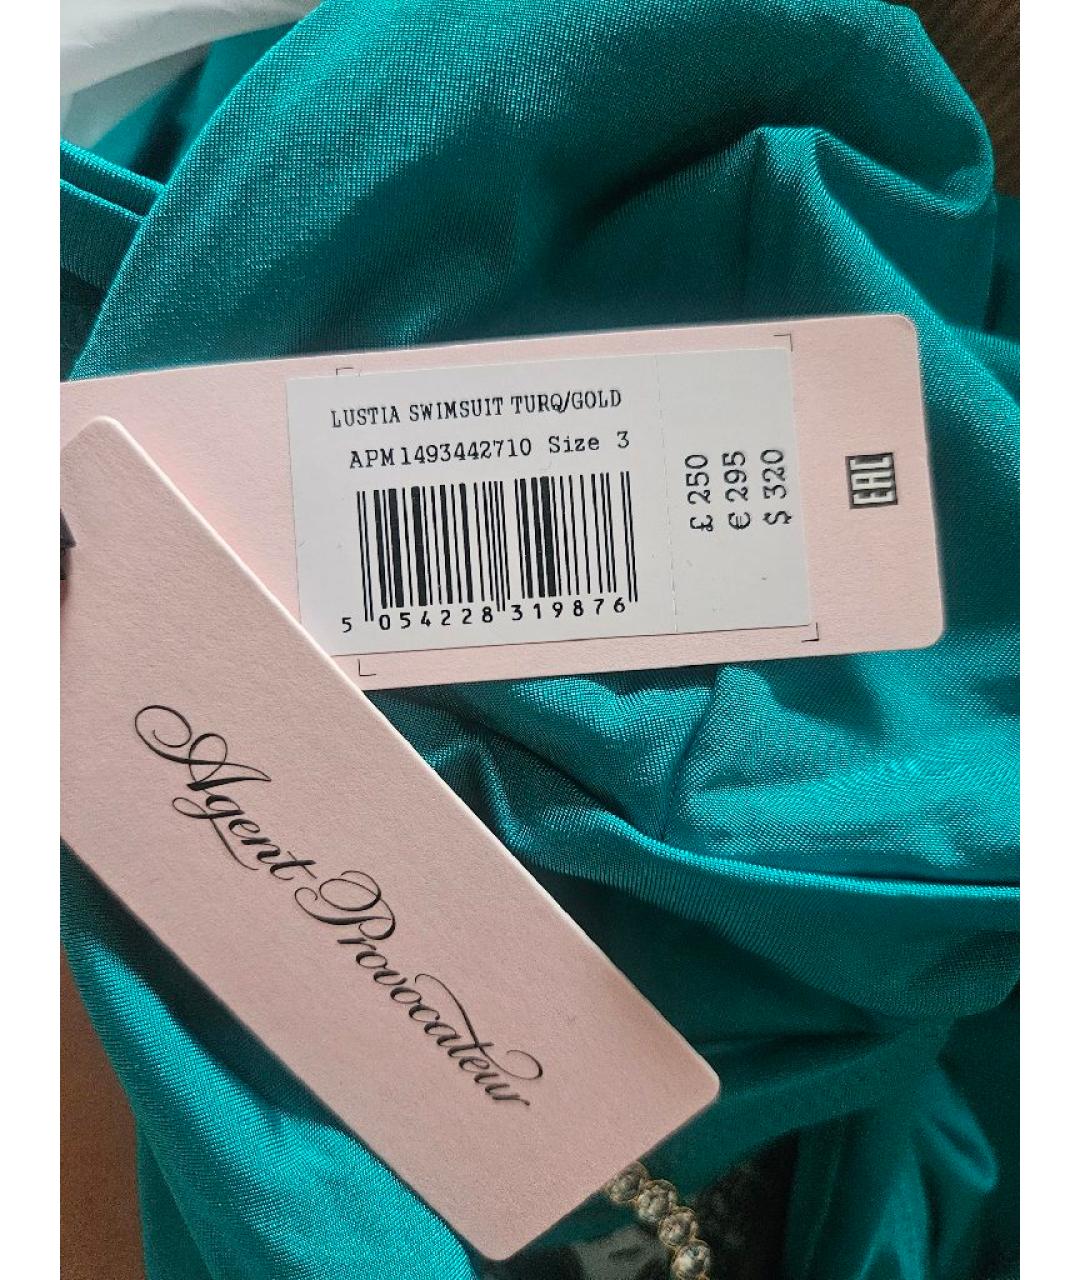 LUSTIA SWIMSUIT TURQ/GOLD
APM1493442710 Size 3
5 054228 319876
£ 250
€ 295
$ 320
EAC
Agent Provocateur